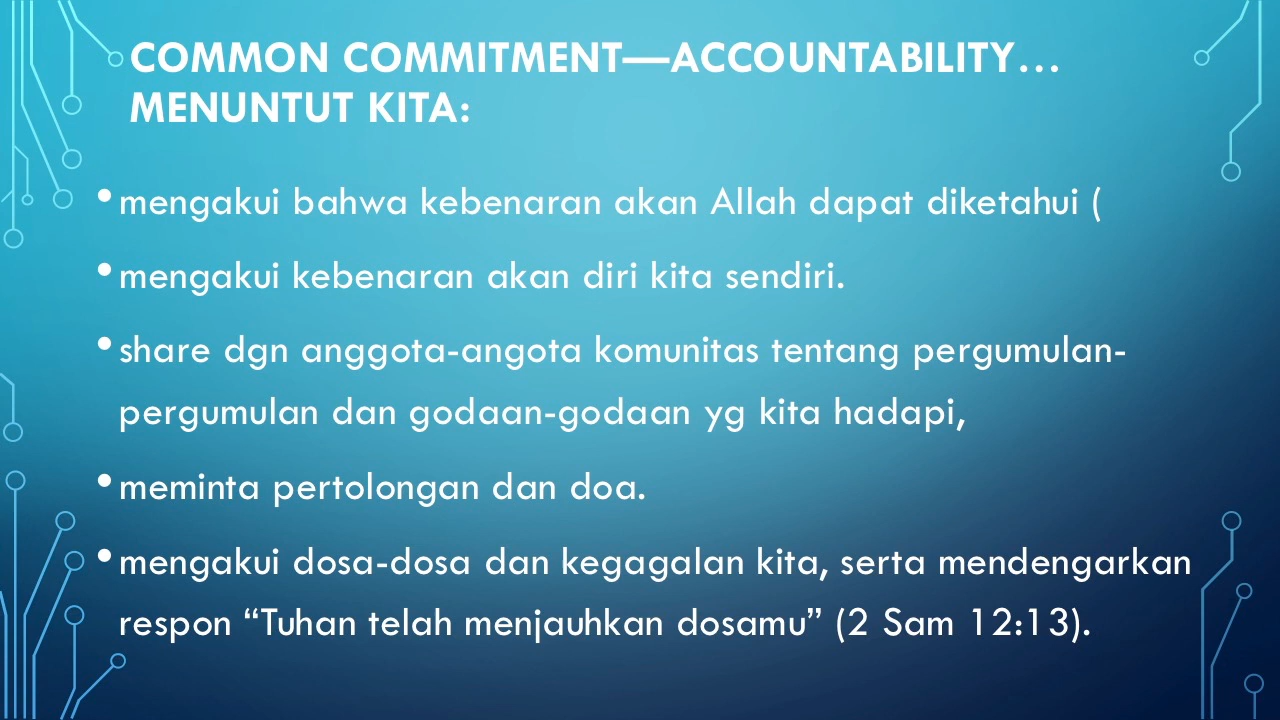 COMMON COMMITMENT—ACCOUNTABILITY…
MENUNTUT KITA:
•mengakui bahwa kebenaran akan Allah dapat diketahui (
•mengakui kebenaran akan diri kita sendiri.
•share dgn anggota-angota komunitas tentang pergumulan-
pergumulan dan godaan-godaan yg kita hadapi,
•meminta pertolongan dan doa.
•mengakui dosa-dosa dan kegagalan kita, serta mendengarkan
respon “Tuhan telah menjauhkan dosamu” (2 Sam 12:13).